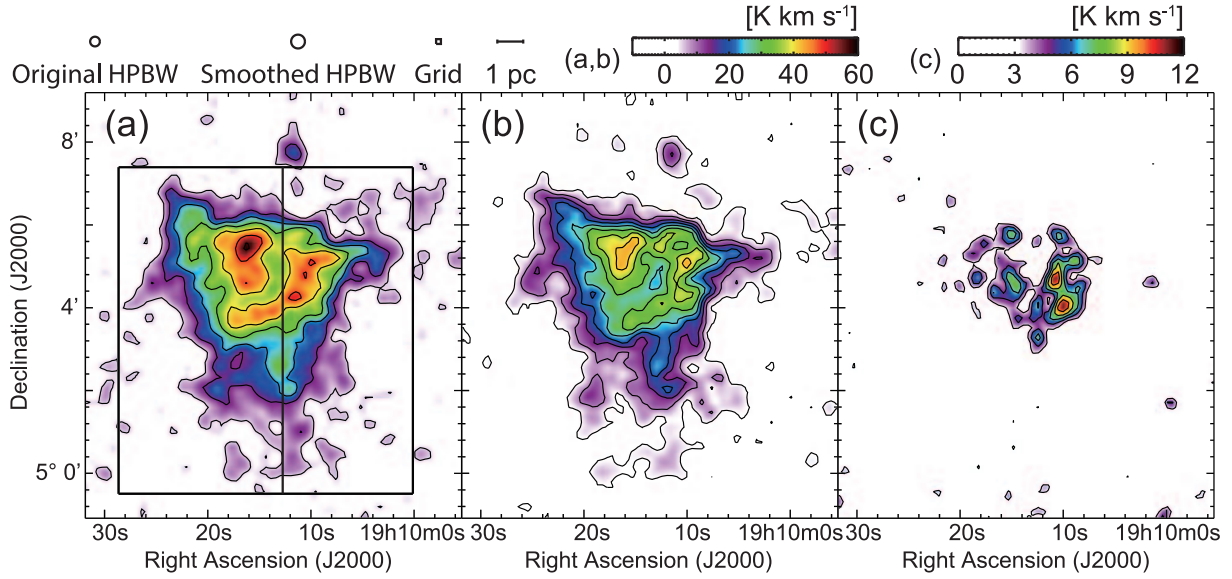 [K km s⁻¹] [K km s⁻¹]
(a,b) (c)
Original HPBW Smoothed HPBW Grid 1 pc
0 20 40 60 0 3 6 9 12
(a) (b) (c)
8'
4'
5° 0'
Declination (J2000)
30s 20s 10s 30s 20s 10s 30s 20s 10s 19h10m0s
Right Ascension (J2000) Right Ascension (J2000) Right Ascension (J2000)